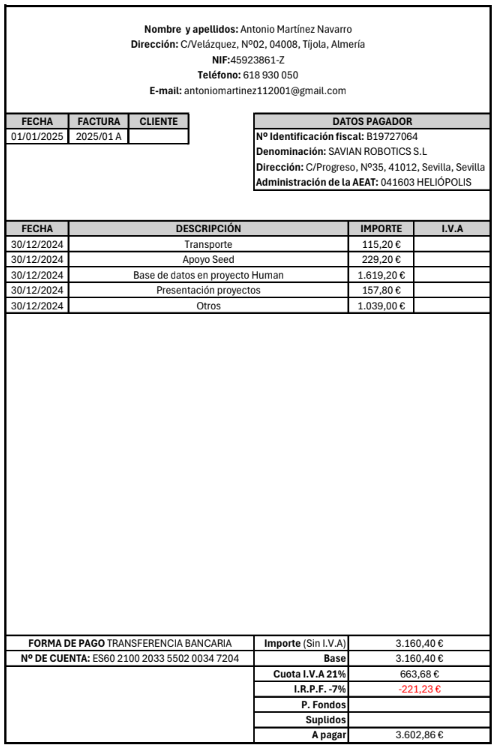 Nombre y apellidos: Antonio Martínez Navarro
Dirección: C/Velázquez, Nº02, 04008, Tíjola, Almería
NIF:45923861-Z
Teléfono: 618 930 050
E-mail: antoniomartinez112001@gmail.com
FECHA FACTURA CLIENTE
01/01/2025 2025/01 A
DATOS PAGADOR
Nº Identificación fiscal: B19727064
Denominación: SAVIAN ROBOTICS S.L
Dirección: C/Progreso, Nº35, 41012, Sevilla, Sevilla
Administración de la AEAT: 041603 HELIÓPOLIS
FECHA DESCRIPCIÓN IMPORTE I.V.A
30/12/2024 Transporte 115,20 €
30/12/2024 Apoyo Seed 229,20 €
30/12/2024 Base de datos en proyecto Human 1.619,20 €
30/12/2024 Presentación proyectos 157,80 €
30/12/2024 Otros 1.039,00 €
FORMA DE PAGO TRANSFERENCIA BANCARIA
Nº DE CUENTA: ES60 2100 2033 5502 0034 7204
Importe (Sin I.V.A) 3.160,40 €
Base 3.160,40 €
Cuota I.V.A 21% 663,68 €
I.R.P.F. -7% -221,23 €
P. Fondos
Suplidos
A pagar 3.602,86 €